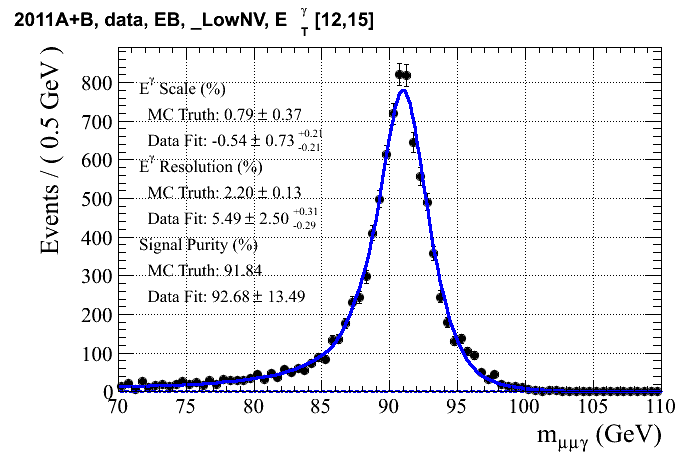 2011A+B, data, EB, _LowNV, E γ T [12,15]
Events / ( 0.5 GeV )
800
700
600
500
400
300
200
100
0
Eγ Scale (%)
MC Truth: 0.79 ± 0.37
Data Fit: -0.54 ± 0.73 +0.21 -0.21
Eγ Resolution (%)
MC Truth: 2.20 ± 0.13
Data Fit: 5.49 ± 2.50 +0.31 -0.29
Signal Purity (%)
MC Truth: 91.84
Data Fit: 92.68 ± 13.49
70 75 80 85 90 95 100 105 110
mμμγ (GeV)